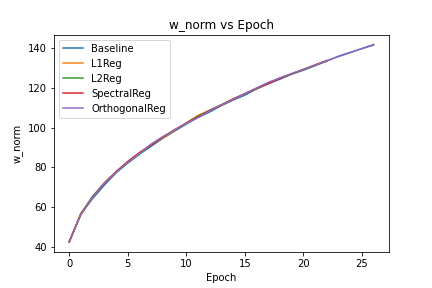 w_norm vs Epoch
Baseline
L1Reg
L2Reg
SpectralReg
OrthogonalReg
w_norm
140
120
100
80
60
40
0 5 10 15 20 25
Epoch